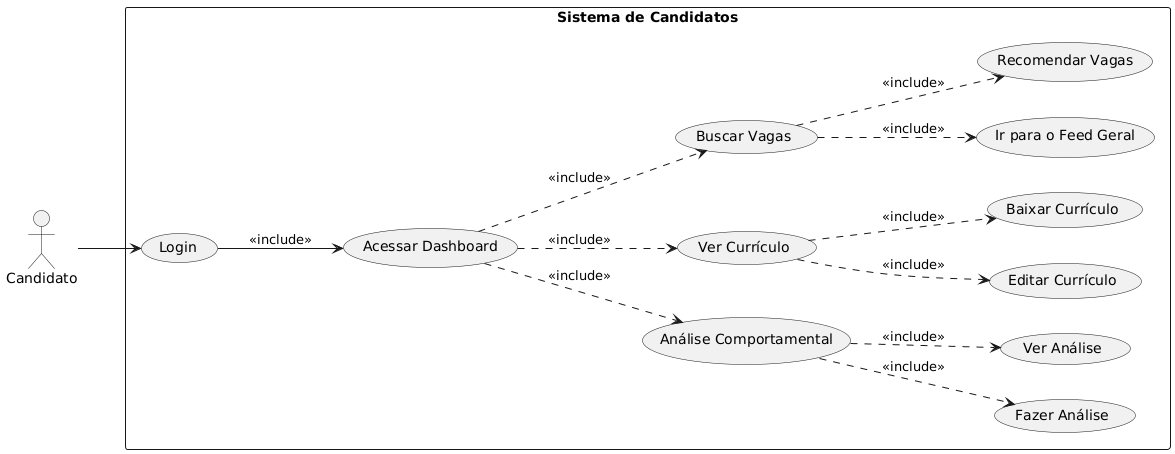 Sistema de Candidatos
Recomendar Vagas
«include»
Buscar Vagas
«include»
Ir para o Feed Geral
«include»
Baixar Currículo
«include»
Candidato
Login
«include»
Acessar Dashboard
«include»
Ver Currículo
«include»
Editar Currículo
«include»
Análise Comportamental
«include»
Ver Análise
«include»
Fazer Análise